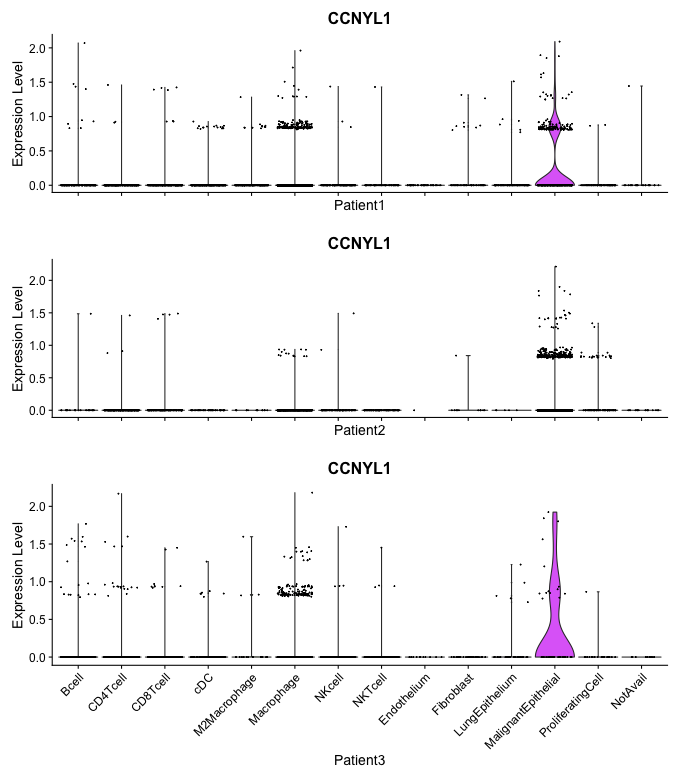 CCNYL1
Expression Level
2.0
1.5
1.0
0.5
0.0
Patient1
CCNYL1
Expression Level
2.0
1.5
1.0
0.5
0.0
Patient2
CCNYL1
Expression Level
2.0
1.5
1.0
0.5
0.0
Bcell
CD4Tcell
CD8Tcell
cDC
M2Macrophage
Macrophage
NKcell
NKTcell
Endothelium
Fibroblast
LungEpithelium
MalignantEpithelial
ProliferatingCell
NotAvail
Patient3